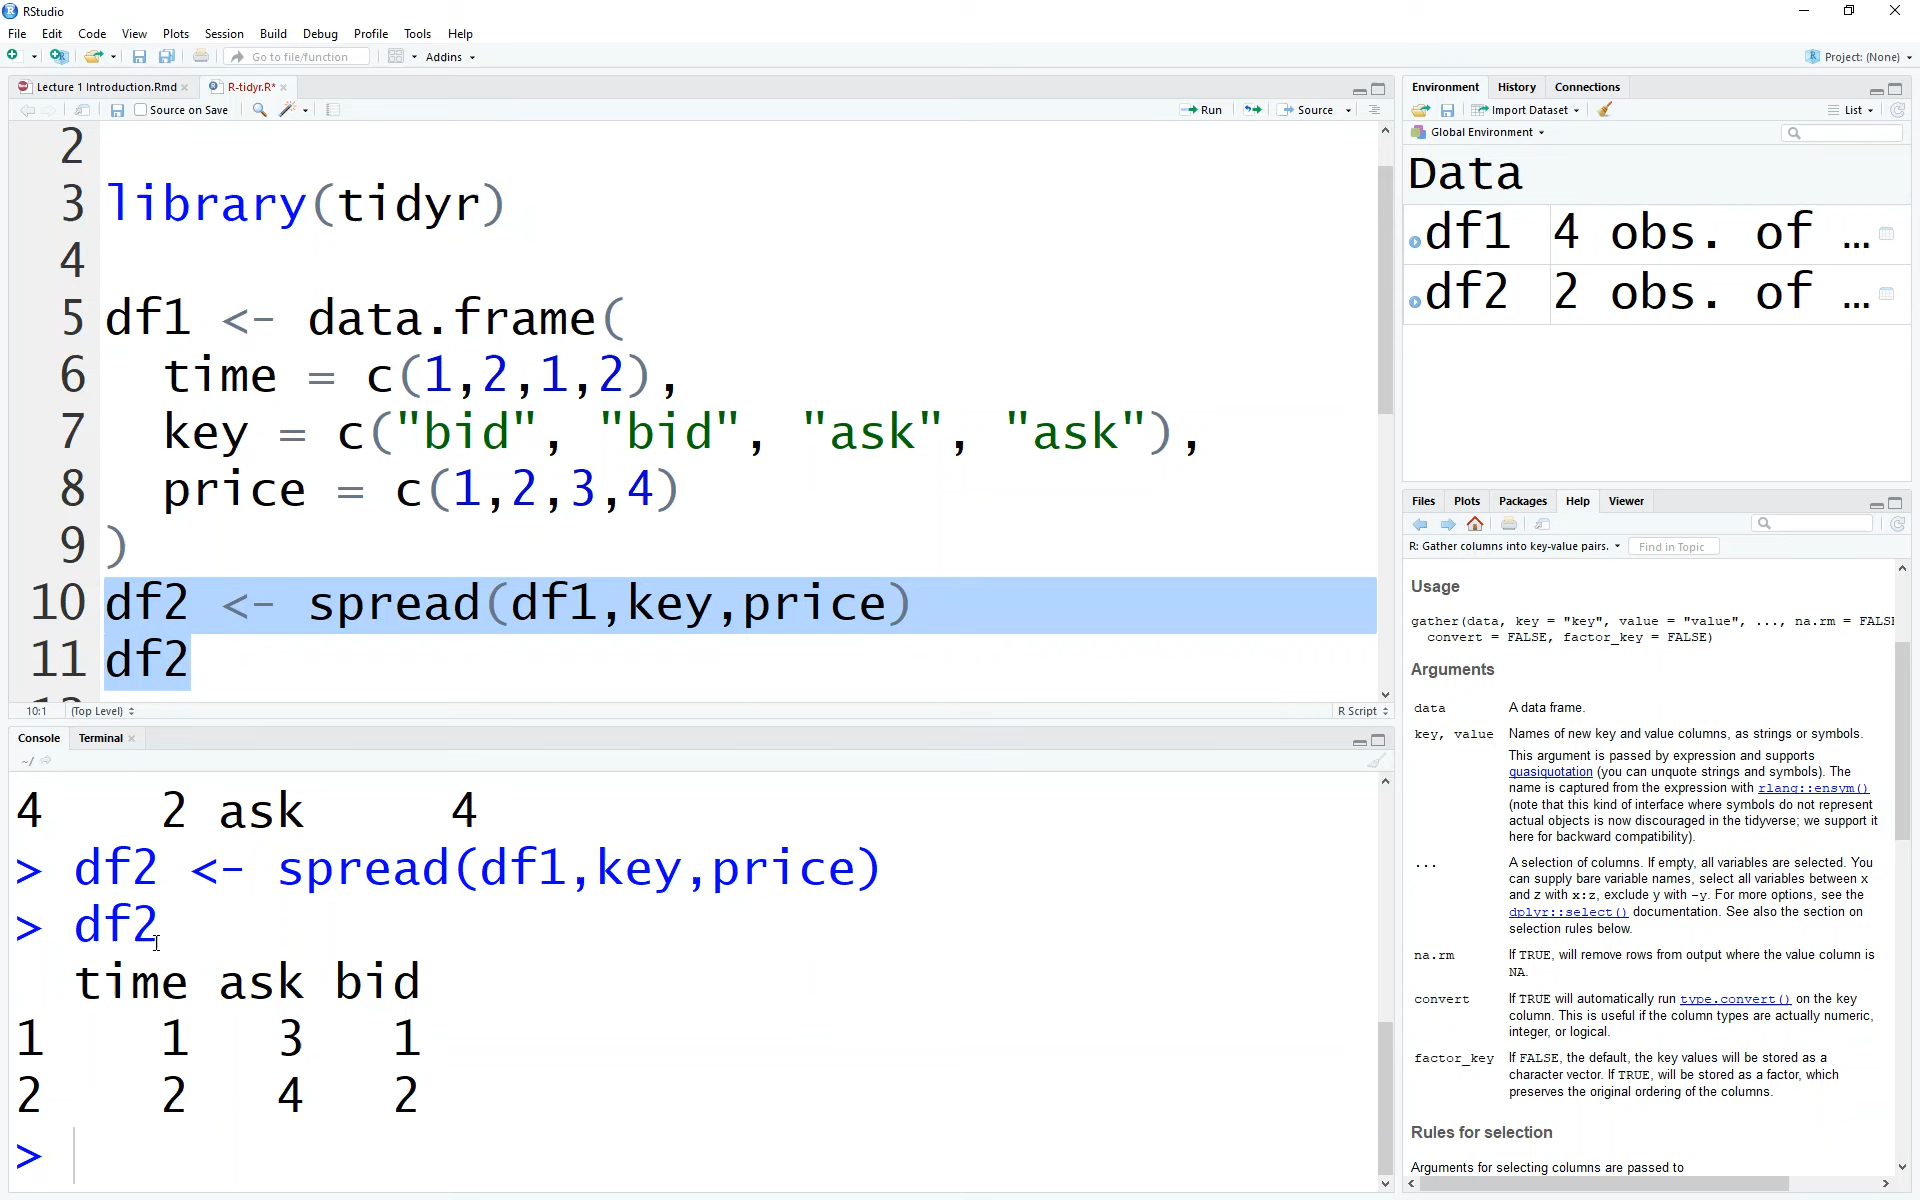 RStudio
File Edit Code View Plots Session Build Debug Profile Tools Help
Go to file/function Addins Project: (None)
Lecture 1 Introduction.Rmd R-tidyr.R*
Source on Save Run Source
2
3 library(tidyr)
4
5 df1 <- data.frame(
6 time = c(1,2,1,2),
7 key = c("bid", "bid", "ask", "ask"),
8 price = c(1,2,3,4)
9 )
10 df2 <- spread(df1,key,price)
11 df2
10:1 (Top Level) R Script
Console Terminal
~/
4 2 ask 4
> df2 <- spread(df1,key,price)
> df2
time ask bid
1 1 3 1
2 2 4 2
>
Environment History Connections
Import Dataset List
Global Environment
Data
df1 4 obs. of ...
df2 2 obs. of ...
Files Plots Packages Help Viewer
R: Gather columns into key-value pairs. Find in Topic
Usage
gather(data, key = "key", value = "value", ..., na.rm = FALS
convert = FALSE, factor_key = FALSE)
Arguments
data A data frame.
key, value Names of new key and value columns, as strings or symbols.
This argument is passed by expression and supports
quasiquotation (you can unquote strings and symbols). The
name is captured from the expression with rlang::ensym()
(note that this kind of interface where symbols do not represent
actual objects is now discouraged in the tidyverse; we support it
here for backward compatibility).
... A selection of columns. If empty, all variables are selected. You
can supply bare variable names, select all variables between x
and z with x:z, exclude y with -y. For more options, see the
dplyr::select() documentation. See also the section on
selection rules below.
na.rm If TRUE, will remove rows from output where the value column is
NA.
convert If TRUE will automatically run type.convert() on the key
column. This is useful if the column types are actually numeric,
integer, or logical.
factor_key If FALSE, the default, the key values will be stored as a
character vector. If TRUE, will be stored as a factor, which
preserves the original ordering of the columns.
Rules for selection
Arguments for selecting columns are passed to